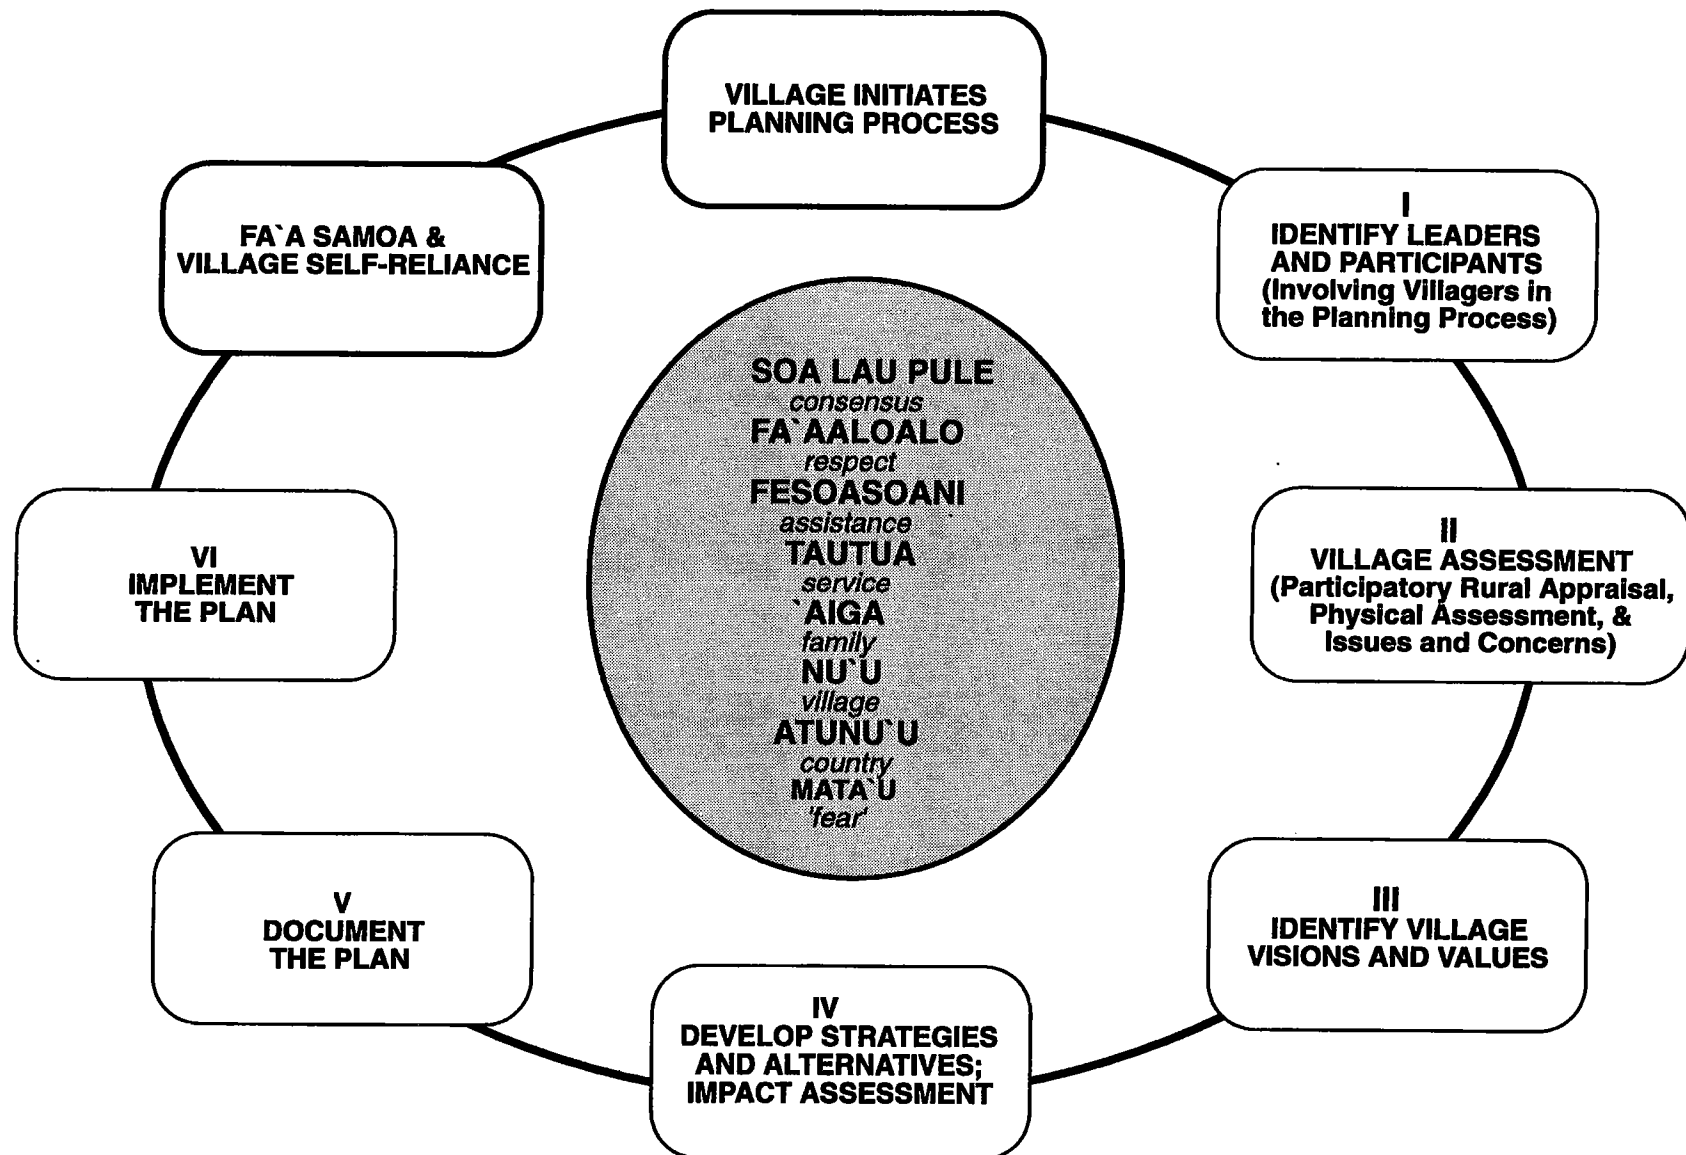 VILLAGE INITIATES
PLANNING PROCESS
I
IDENTIFY LEADERS
AND PARTICIPANTS
(Involving Villagers in
the Planning Process)
II
VILLAGE ASSESSMENT
(Participatory Rural Appraisal,
Physical Assessment, &
Issues and Concerns)
III
IDENTIFY VILLAGE
VISIONS AND VALUES
IV
DEVELOP STRATEGIES
AND ALTERNATIVES;
IMPACT ASSESSMENT
V
DOCUMENT
THE PLAN
VI
IMPLEMENT
THE PLAN
FA`A SAMOA &
VILLAGE SELF-RELIANCE
SOA LAU PULE
consensus
FA`AALOALO
respect
FESOASOANI
assistance
TAUTUA
service
`AIGA
family
NU`U
village
ATUNU`U
country
MATA`U
'fear'